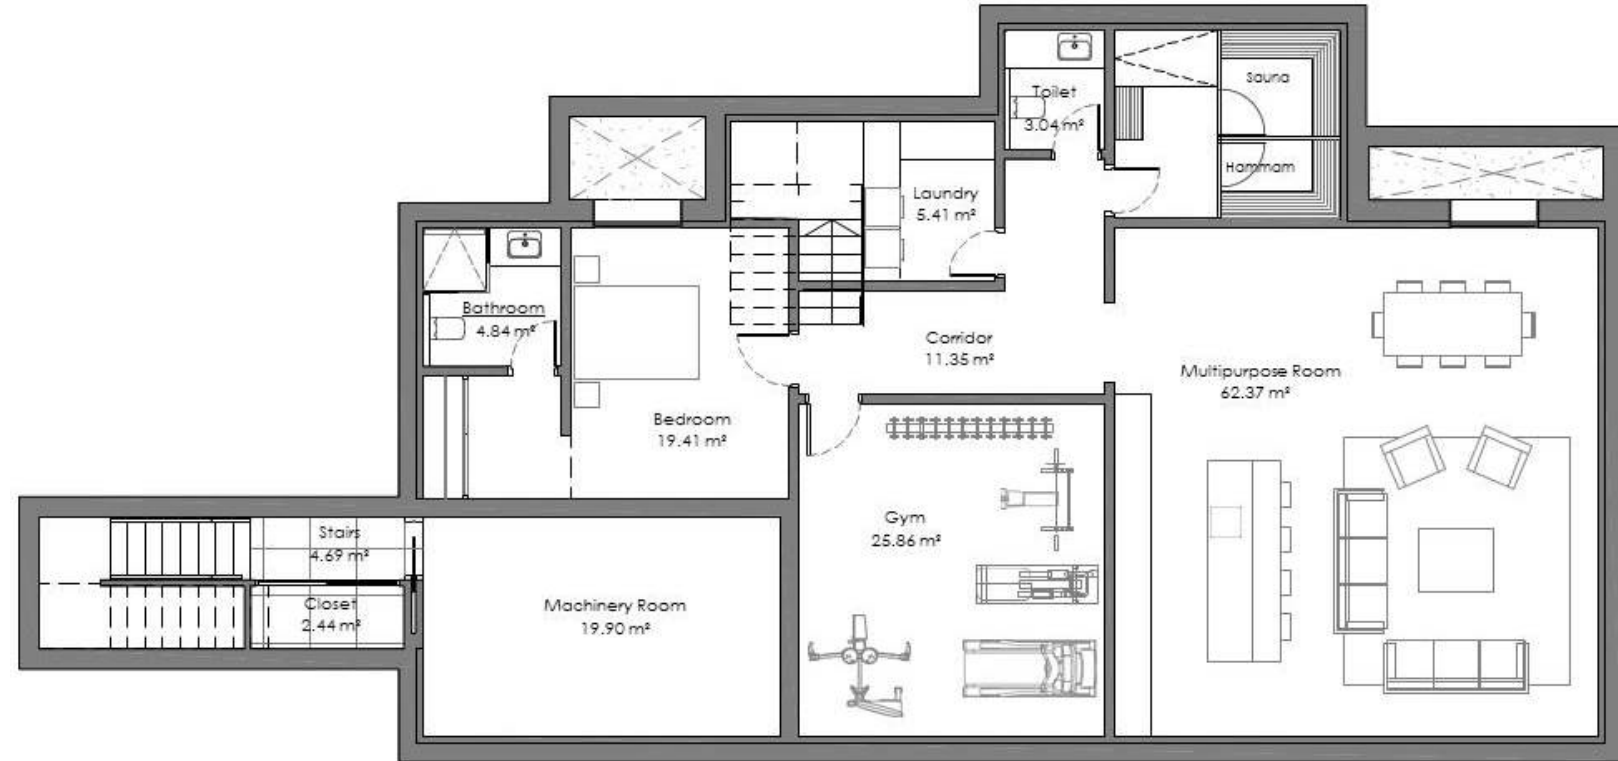 Sauna
Toilet
3.04 m²
Hammam
Laundry
5.41 m²
Bathroom
4.84 m²
Corridor
11.35 m²
Multipurpose Room
62.37 m²
Bedroom
19.41 m²
Gym
25.86 m²
Stairs
4.69 m²
Closet
2.44 m²
Machinery Room
19.90 m²